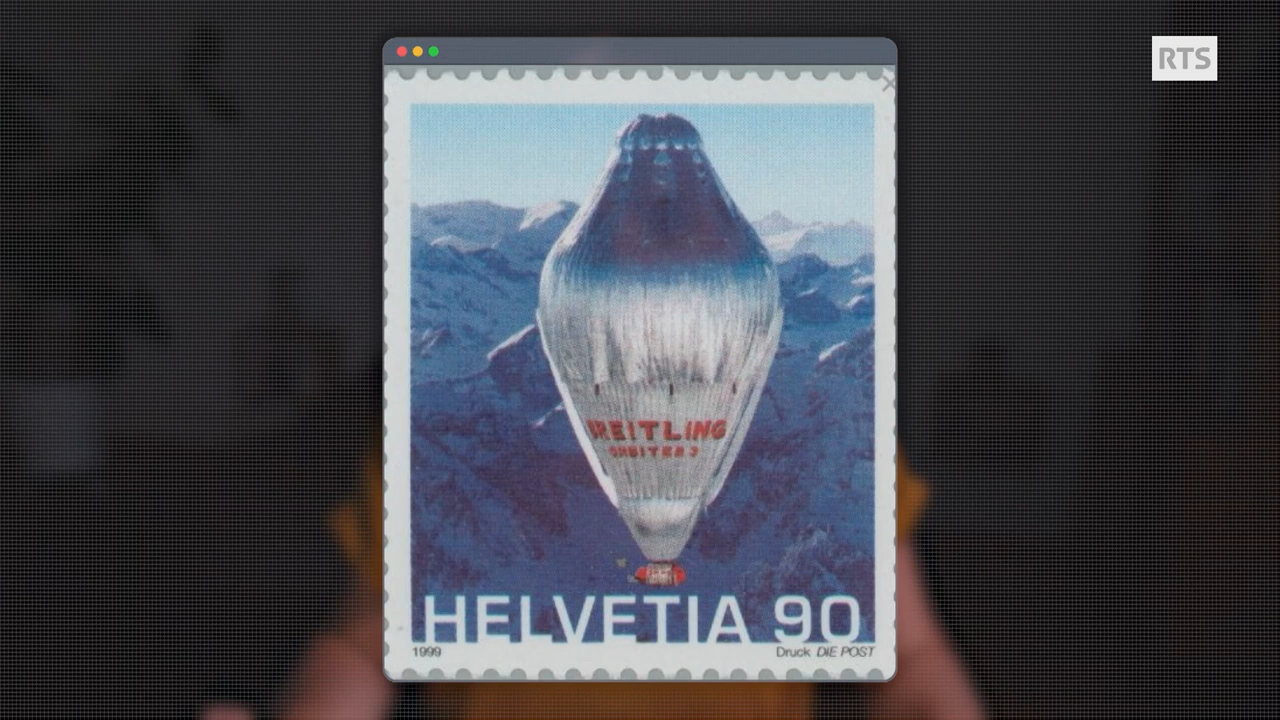 RTS
BREITLING
ORBITER 3
HELVETIA 90
1999 Druck DIE POST